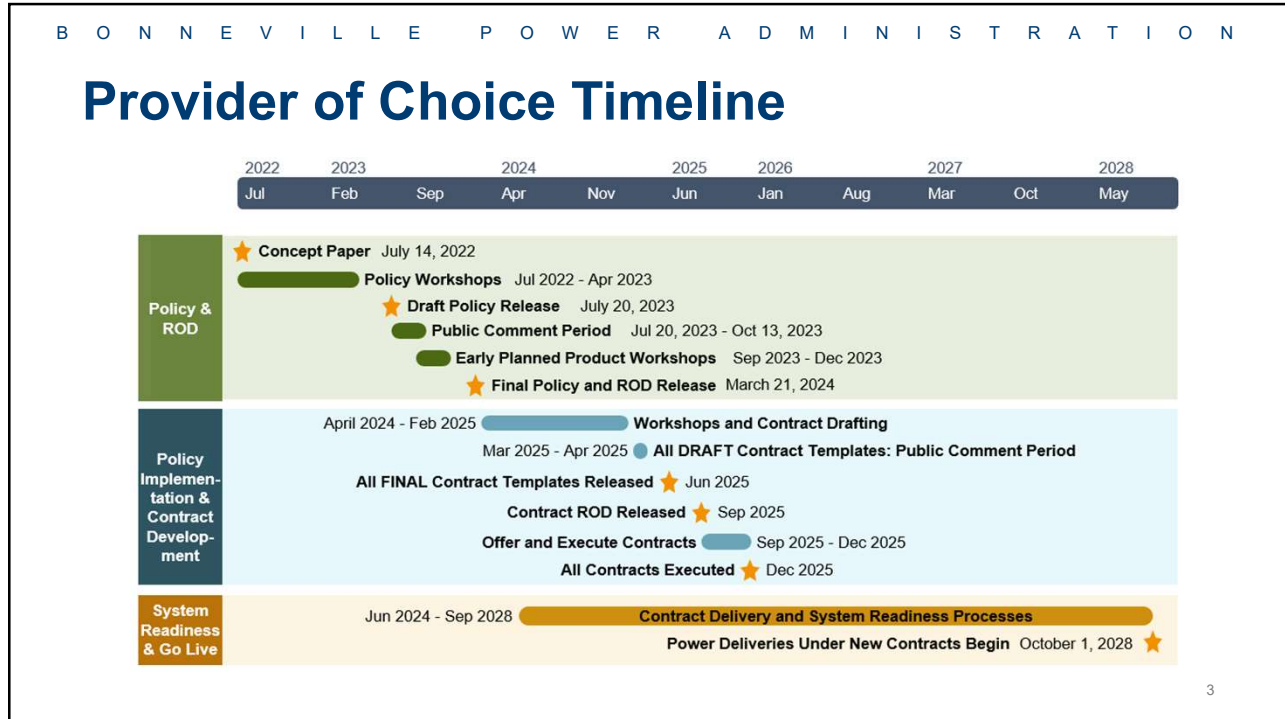 BONNEVILLE POWER ADMINISTRATION
Provider of Choice Timeline
2022 2023 2024 2025 2026 2027 2028
Jul Feb Sep Apr Nov Jun Jan Aug Mar Oct May
Policy &
ROD
Concept Paper July 14, 2022
Policy Workshops Jul 2022 - Apr 2023
Draft Policy Release July 20, 2023
Public Comment Period Jul 20, 2023 - Oct 13, 2023
Early Planned Product Workshops Sep 2023 - Dec 2023
Final Policy and ROD Release March 21, 2024
Policy
Implemen-
tation &
Contract
Develop-
ment
April 2024 - Feb 2025 Workshops and Contract Drafting
Mar 2025 - Apr 2025 All DRAFT Contract Templates: Public Comment Period
All FINAL Contract Templates Released Jun 2025
Contract ROD Released Sep 2025
Offer and Execute Contracts Sep 2025 - Dec 2025
All Contracts Executed Dec 2025
System
Readiness
& Go Live
Jun 2024 - Sep 2028 Contract Delivery and System Readiness Processes
Power Deliveries Under New Contracts Begin October 1, 2028
3